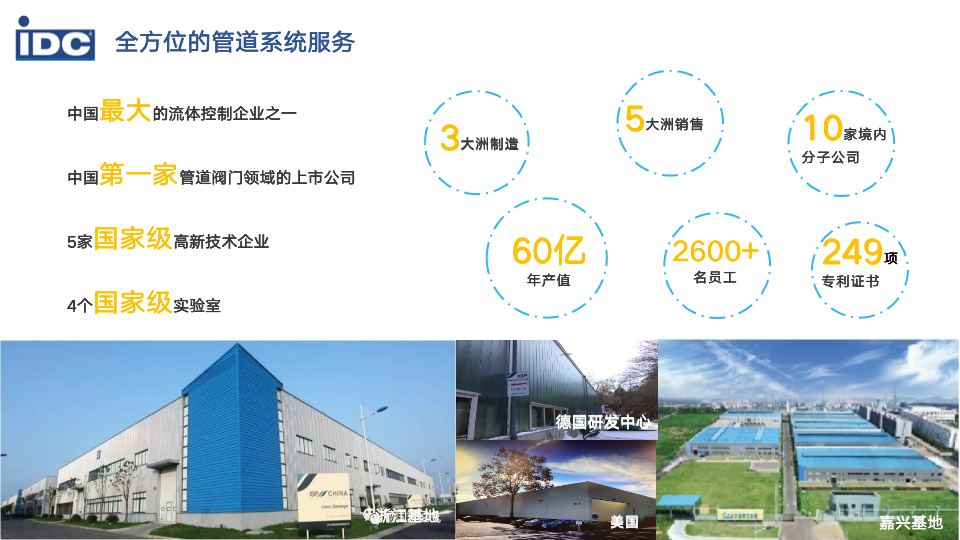 iDC
全方位的管道系统服务
中国最大的流体控制企业之一
中国第一家管道阀门领域的上市公司
5家国家级高新技术企业
4个国家级实验室
3大洲制造
5大洲销售
10家境内
分子公司
60亿
年产值
2600+
名员工
249项
专利证书
德国研发中心
IBP CHINA
浙江基地
美国
嘉兴基地